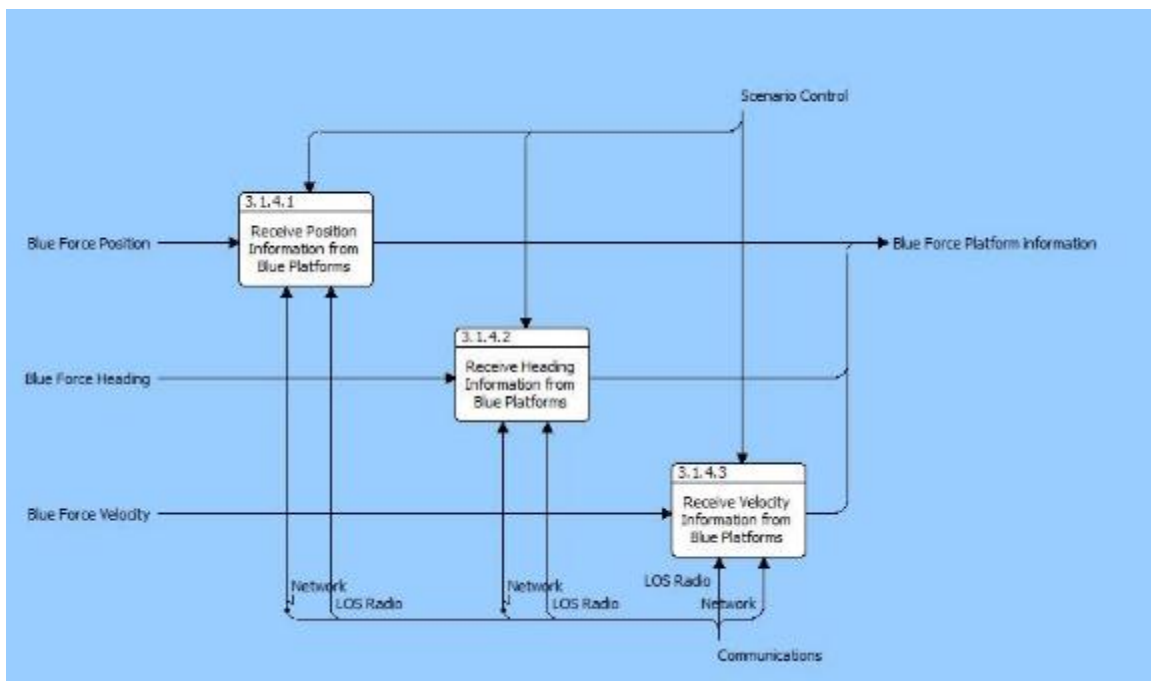 Scenario Control
3.1.4.1
Receive Position
Information from
Blue Platforms
Blue Force Position
Blue Force Platform information
3.1.4.2
Receive Heading
Information from
Blue Platforms
Blue Force Heading
3.1.4.3
Receive Velocity
Information from
Blue Platforms
Blue Force Velocity
Network
LOS Radio
Network
LOS Radio
LOS Radio
Network
Communications